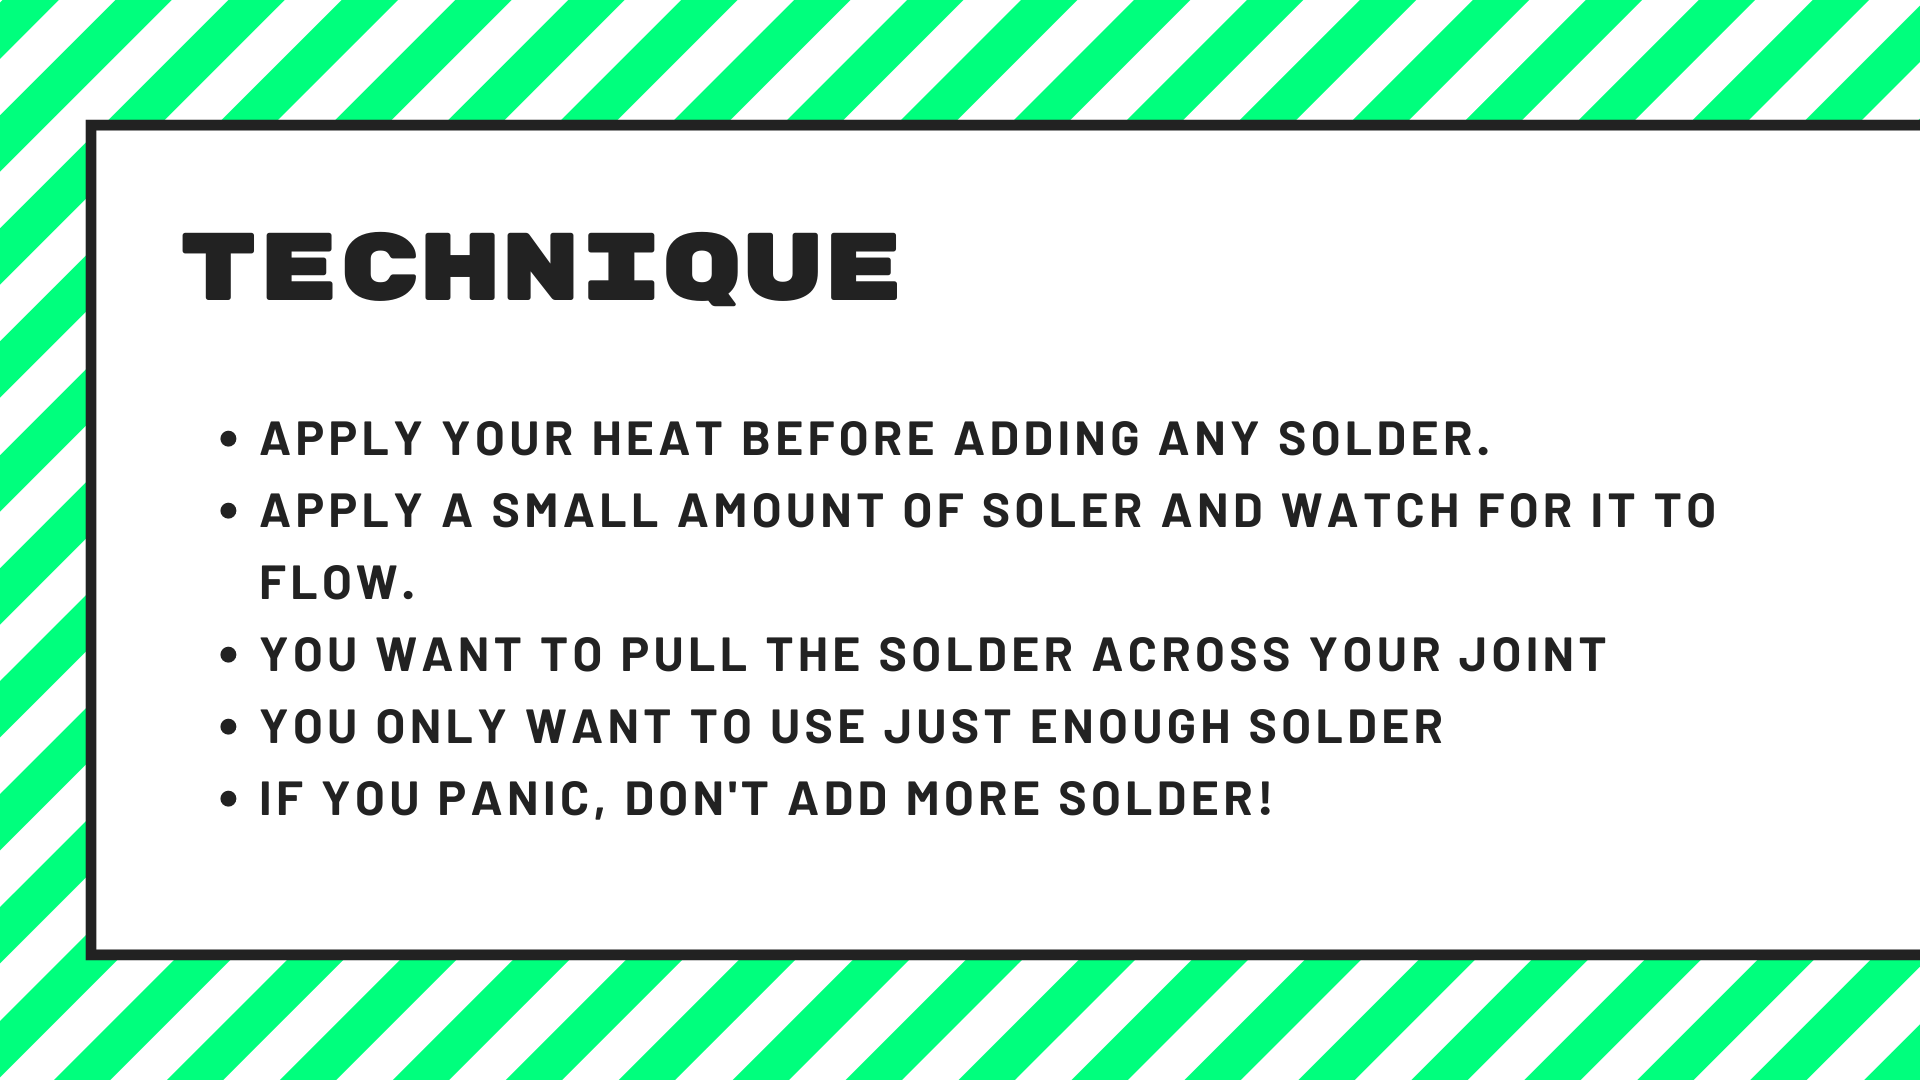 TECHNIQUE
• APPLY YOUR HEAT BEFORE ADDING ANY SOLDER.
• APPLY A SMALL AMOUNT OF SOLER AND WATCH FOR IT TO
FLOW.
• YOU WANT TO PULL THE SOLDER ACROSS YOUR JOINT
• YOU ONLY WANT TO USE JUST ENOUGH SOLDER
• IF YOU PANIC, DON'T ADD MORE SOLDER!